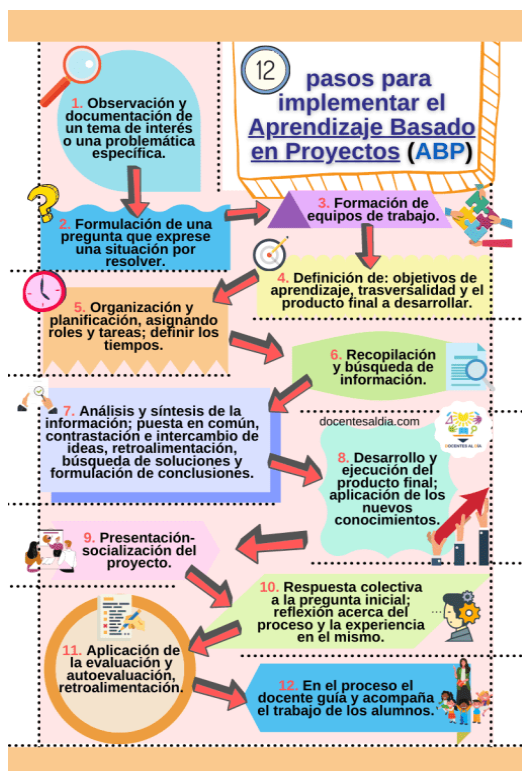 12
pasos para
implementar el
Aprendizaje Basado
en Proyectos (ABP)
1. Observación y
documentación de
un tema de interés
o una problemática
específica.
2. Formulación de una
pregunta que exprese
una situación por
resolver.
3. Formación de
equipos de trabajo.
4. Definición de: objetivos de
aprendizaje, trasversalidad y el
producto final a desarrollar.
5. Organización y
planificación, asignando
roles y tareas; definir los
tiempos.
6. Recopilación
y búsqueda de
información.
7. Análisis y síntesis de la
información; puesta en común,
contrastación e intercambio de
ideas, retroalimentación,
búsqueda de soluciones y
formulación de conclusiones.
docentesaldia.com
DOCENTES AL DÍA
8. Desarrollo y
ejecución del
producto final;
aplicación de los
nuevos
conocimientos.
9. Presentación-
socialización del
proyecto.
10. Respuesta colectiva
a la pregunta inicial;
reflexión acerca del
proceso y la experiencia
en el mismo.
11. Aplicación de
la evaluación y
autoevaluación,
retroalimentación.
12. En el proceso el
docente guía y acompaña
el trabajo de los alumnos.